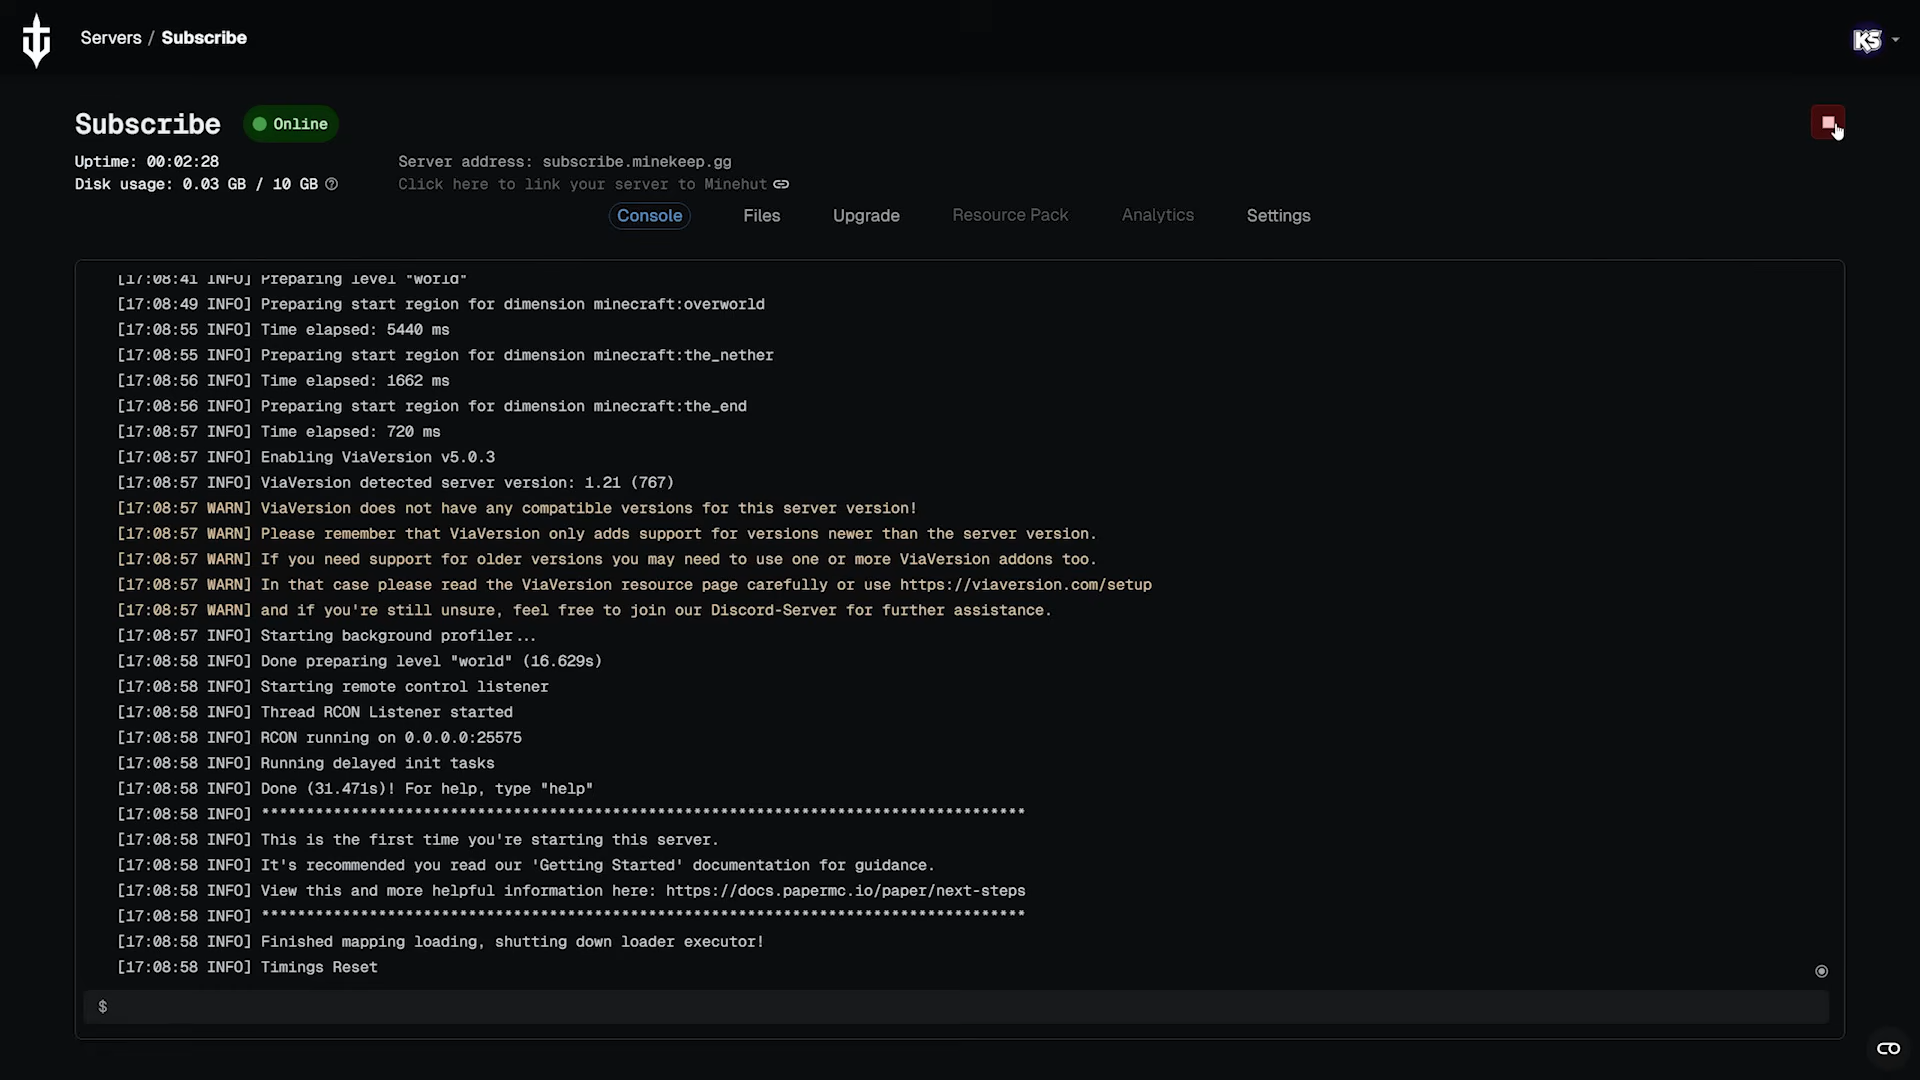 Servers / Subscribe
KS
Subscribe
Online
Uptime: 00:02:28
Server address: subscribe.minekeep.gg
Disk usage: 0.03 GB / 10 GB
Click here to link your server to Minehut
Console Files Upgrade Resource Pack Analytics Settings
[17:08:41 INFO] Preparing level "world"
[17:08:49 INFO] Preparing start region for dimension minecraft:overworld
[17:08:55 INFO] Time elapsed: 5440 ms
[17:08:55 INFO] Preparing start region for dimension minecraft:the_nether
[17:08:56 INFO] Time elapsed: 1662 ms
[17:08:56 INFO] Preparing start region for dimension minecraft:the_end
[17:08:57 INFO] Time elapsed: 720 ms
[17:08:57 INFO] Enabling ViaVersion v5.0.3
[17:08:57 INFO] ViaVersion detected server version: 1.21 (767)
[17:08:57 WARN] ViaVersion does not have any compatible versions for this server version!
[17:08:57 WARN] Please remember that ViaVersion only adds support for versions newer than the server version.
[17:08:57 WARN] If you need support for older versions you may need to use one or more ViaVersion addons too.
[17:08:57 WARN] In that case please read the ViaVersion resource page carefully or use https://viaversion.com/setup
[17:08:57 WARN] and if you're still unsure, feel free to join our Discord-Server for further assistance.
[17:08:57 INFO] Starting background profiler...
[17:08:58 INFO] Done preparing level "world" (16.629s)
[17:08:58 INFO] Starting remote control listener
[17:08:58 INFO] Thread RCON Listener started
[17:08:58 INFO] RCON running on 0.0.0.0:25575
[17:08:58 INFO] Running delayed init tasks
[17:08:58 INFO] Done (31.471s)! For help, type "help"
[17:08:58 INFO] *************************************************************************************
[17:08:58 INFO] This is the first time you're starting this server.
[17:08:58 INFO] It's recommended you read our 'Getting Started' documentation for guidance.
[17:08:58 INFO] View this and more helpful information here: https://docs.papermc.io/paper/next-steps
[17:08:58 INFO] *************************************************************************************
[17:08:58 INFO] Finished mapping loading, shutting down loader executor!
[17:08:58 INFO] Timings Reset
$